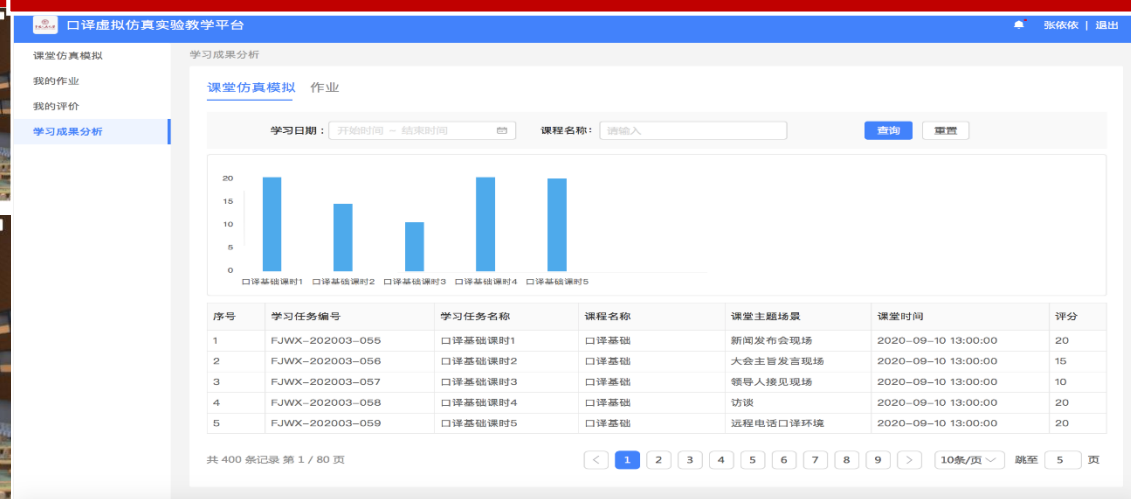 口译虚拟仿真实验教学平台
张依依 | 退出
课堂仿真模拟
我的作业
我的评价
学习成果分析
学习成果分析
课堂仿真模拟 作业
学习日期： 开始时间 ~ 结束时间 课程名称： 请输入 查询 重置
20
15
10
5
0
口译基础课时1 口译基础课时2 口译基础课时3 口译基础课时4 口译基础课时5
序号 学习任务编号 学习任务名称 课程名称 课堂主题场景 课堂时间 评分
1 FJWX-202003-055 口译基础课时1 口译基础 新闻发布会现场 2020-09-10 13:00:00 20
2 FJWX-202003-056 口译基础课时2 口译基础 大会主旨发言现场 2020-09-10 13:00:00 15
3 FJWX-202003-057 口译基础课时3 口译基础 领导人接见现场 2020-09-10 13:00:00 10
4 FJWX-202003-058 口译基础课时4 口译基础 访谈 2020-09-10 13:00:00 20
5 FJWX-202003-059 口译基础课时5 口译基础 远程电话口译环境 2020-09-10 13:00:00 20
共 400 条记录 第 1 / 80 页 < 1 2 3 4 5 6 7 8 9 > 10条/页 跳至 5 页